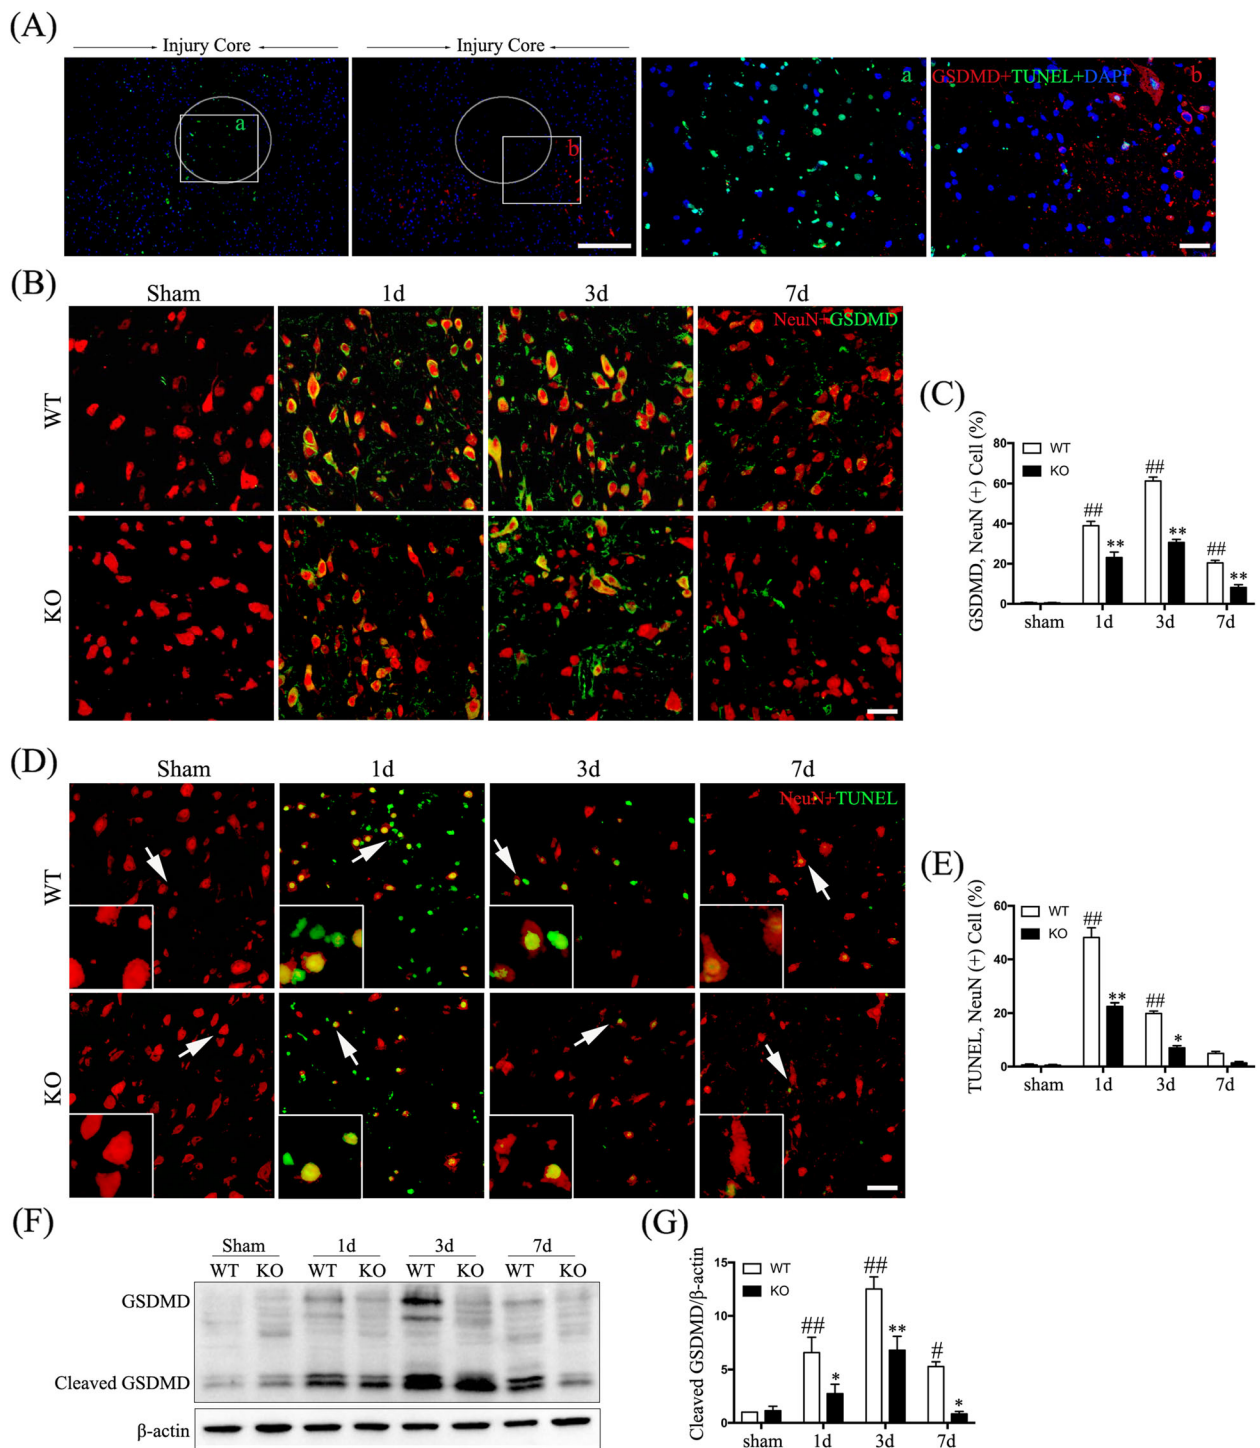 (A)
Injury Core
Injury Core
a
b
a
GSDMD+TUNEL+DAPI
b
(B)
Sham
1d
3d
7d
NeuN+GSDMD
WT
KO
(C)
GSDMD, NeuN (+) Cell (%)
80
60
40
20
0
WT
KO
##
**
##
**
##
**
sham
1d
3d
7d
(D)
Sham
1d
3d
7d
NeuN+TUNEL
WT
KO
(E)
TUNEL, NeuN (+) Cell (%)
60
40
20
0
WT
KO
##
**
##
*
sham
1d
3d
7d
(F)
Sham
1d
3d
7d
WT KO WT KO WT KO WT KO
GSDMD
Cleaved GSDMD
β-actin
(G)
Cleaved GSDMD/β-actin
15
10
5
0
WT
KO
##
*
##
**
#
*
sham
1d
3d
7d